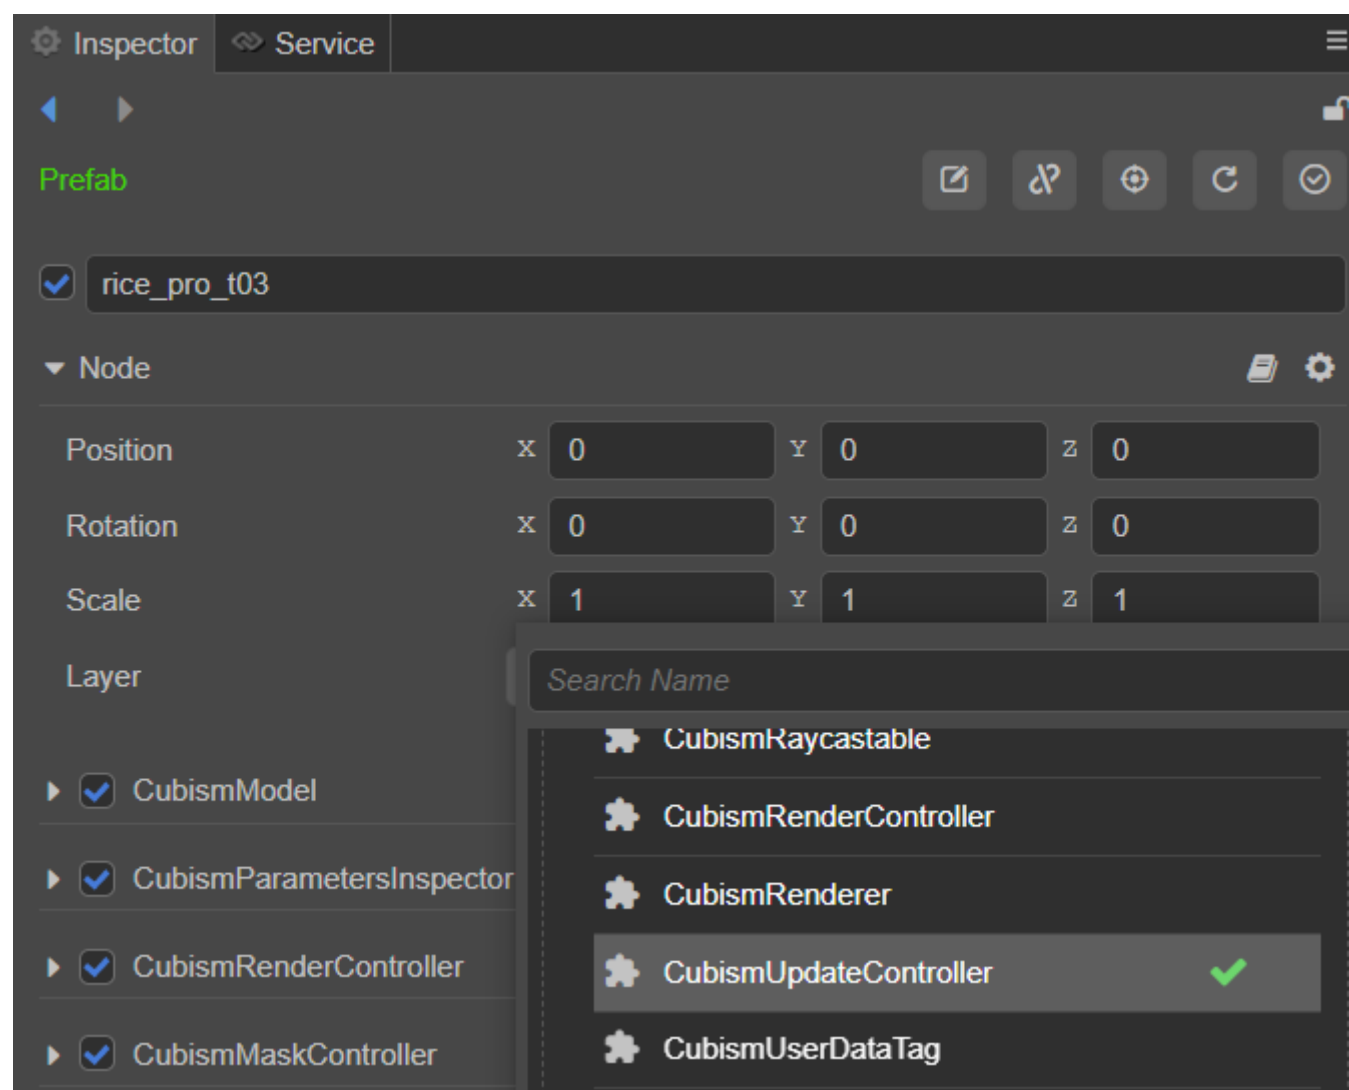 Inspector Service
Prefab
rice_pro_t03
Node
Position X 0 Y 0 Z 0
Rotation X 0 Y 0 Z 0
Scale X 1 Y 1 Z 1
Layer
Search Name
CubismRaycastable
CubismModel
CubismRenderController
CubismParametersInspector
CubismRenderer
CubismRenderController
CubismUpdateController
CubismMaskController
CubismUserDataTag